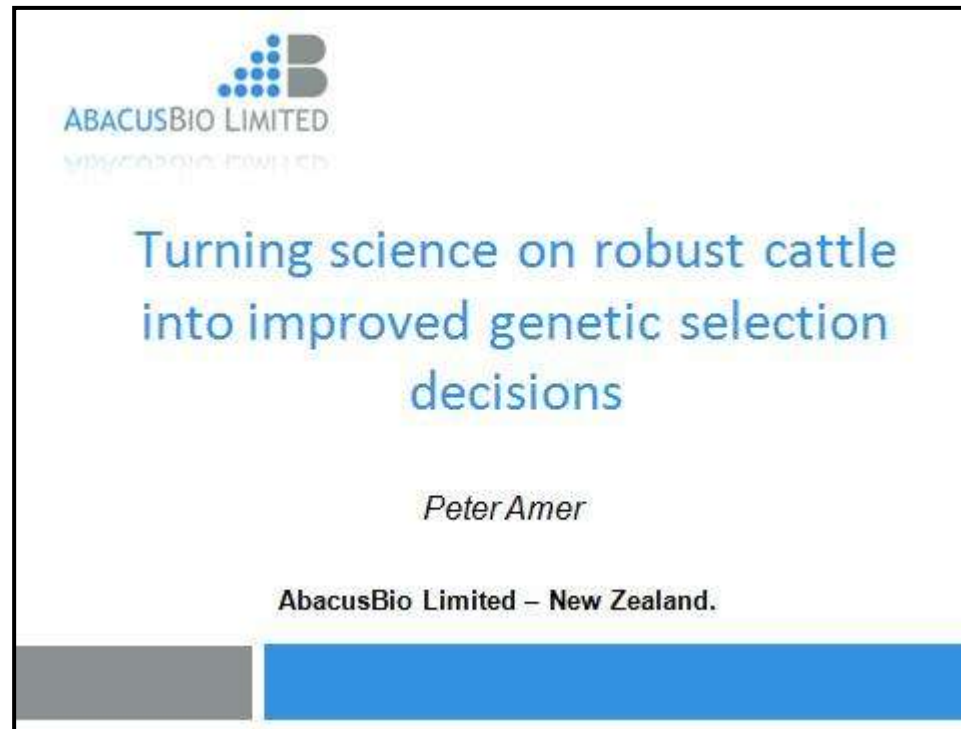 ABACUSBIO LIMITED
Turning science on robust cattle
into improved genetic selection
decisions
Peter Amer
AbacusBio Limited – New Zealand.